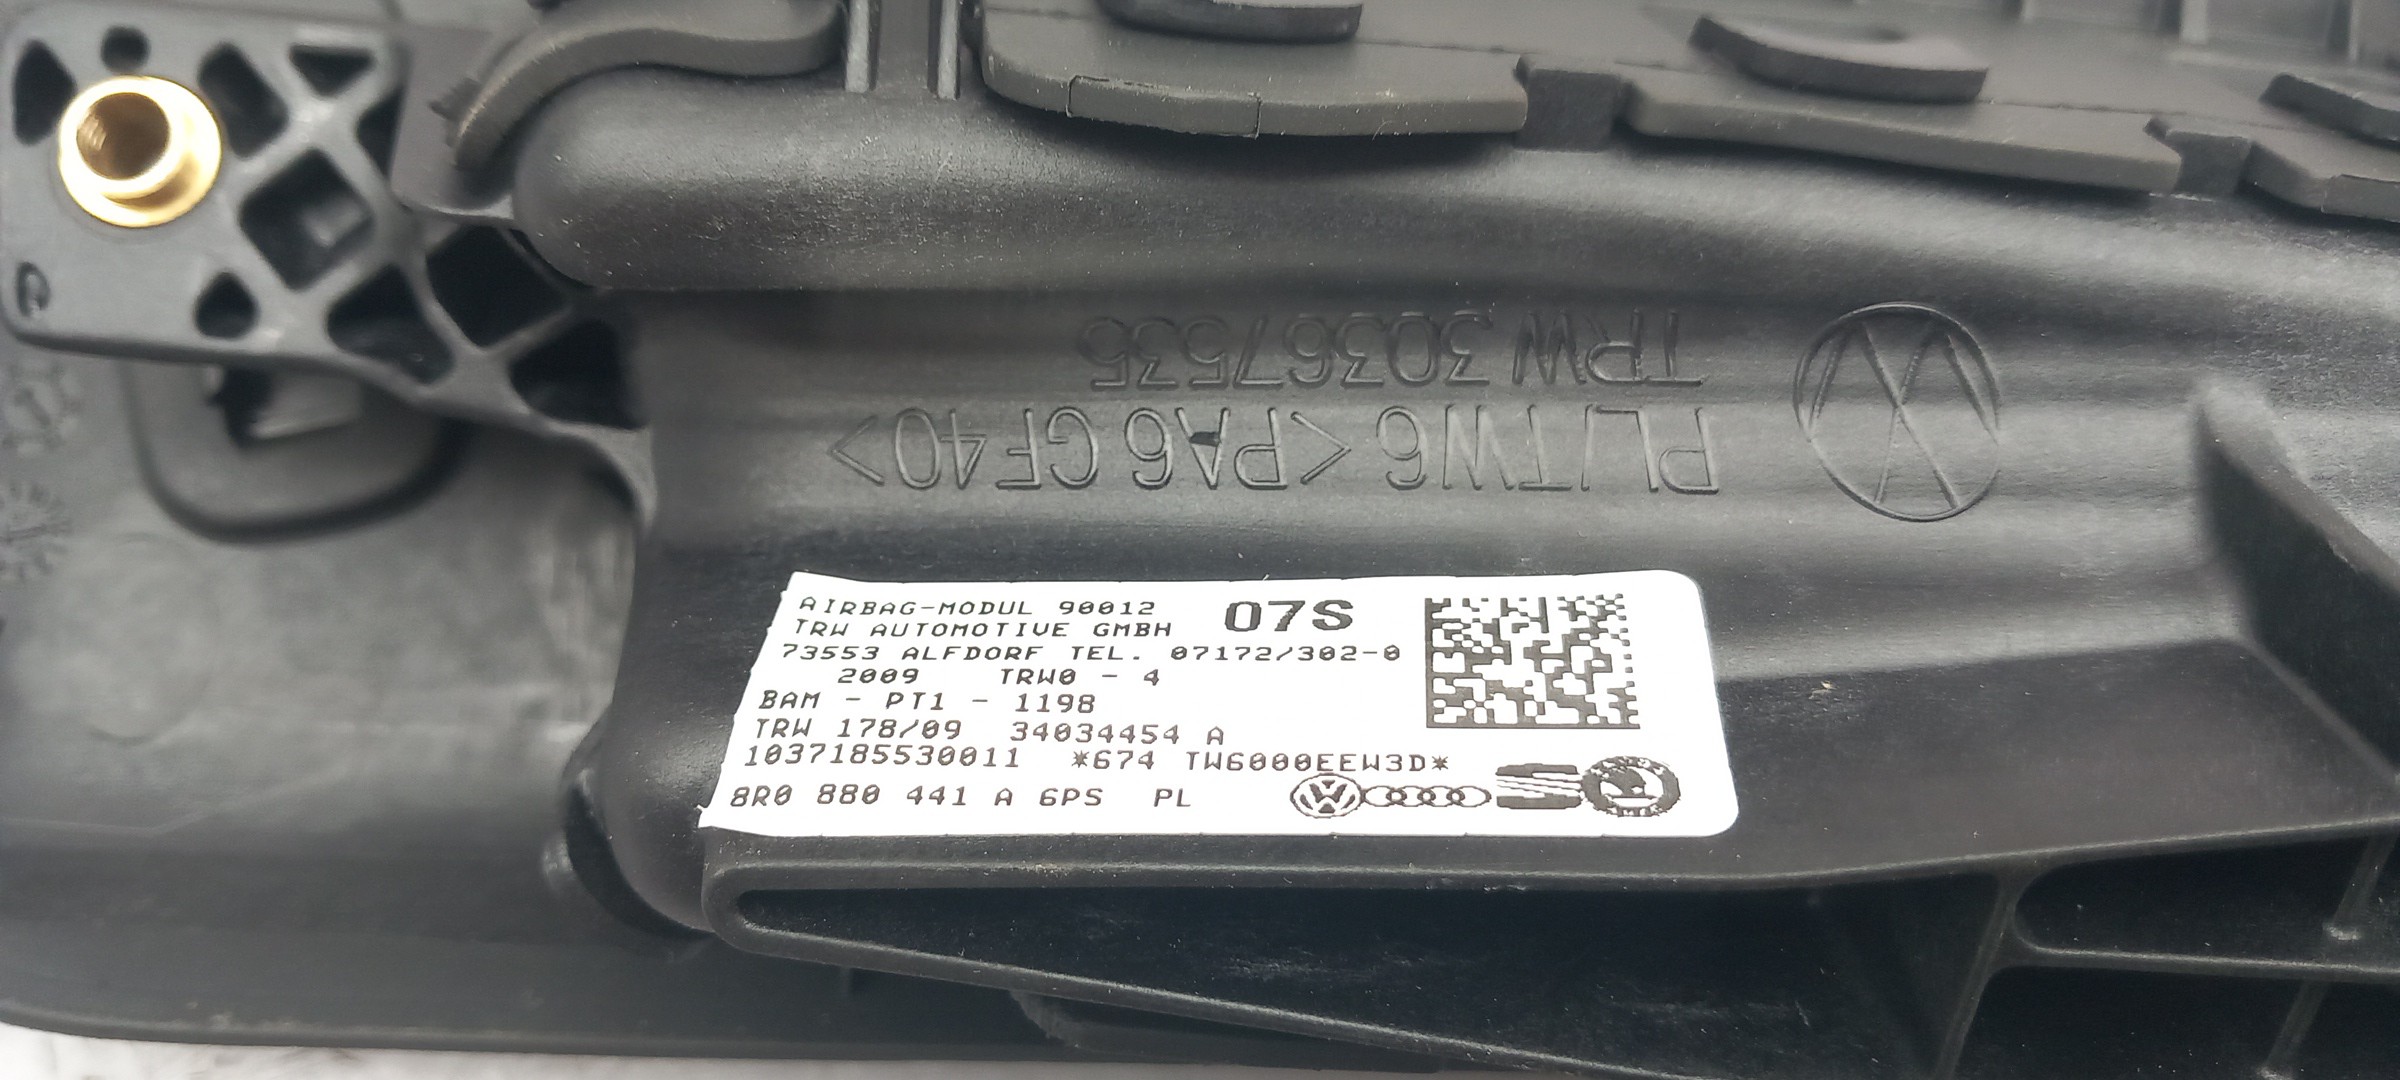 TRW 30367535
PL/TW6 <PA6 GF40>
AIRBAG-MODUL 90012 07S
TRW AUTOMOTIVE GMBH
73553 ALFDORF TEL. 07172/302-0
2009 TRW0 - 4
BAM - PT1 - 1198
TRW 178/09 34034454 A
1037185530011 *674 TW6000EEW3D*
8R0 880 441 A 6PS PL